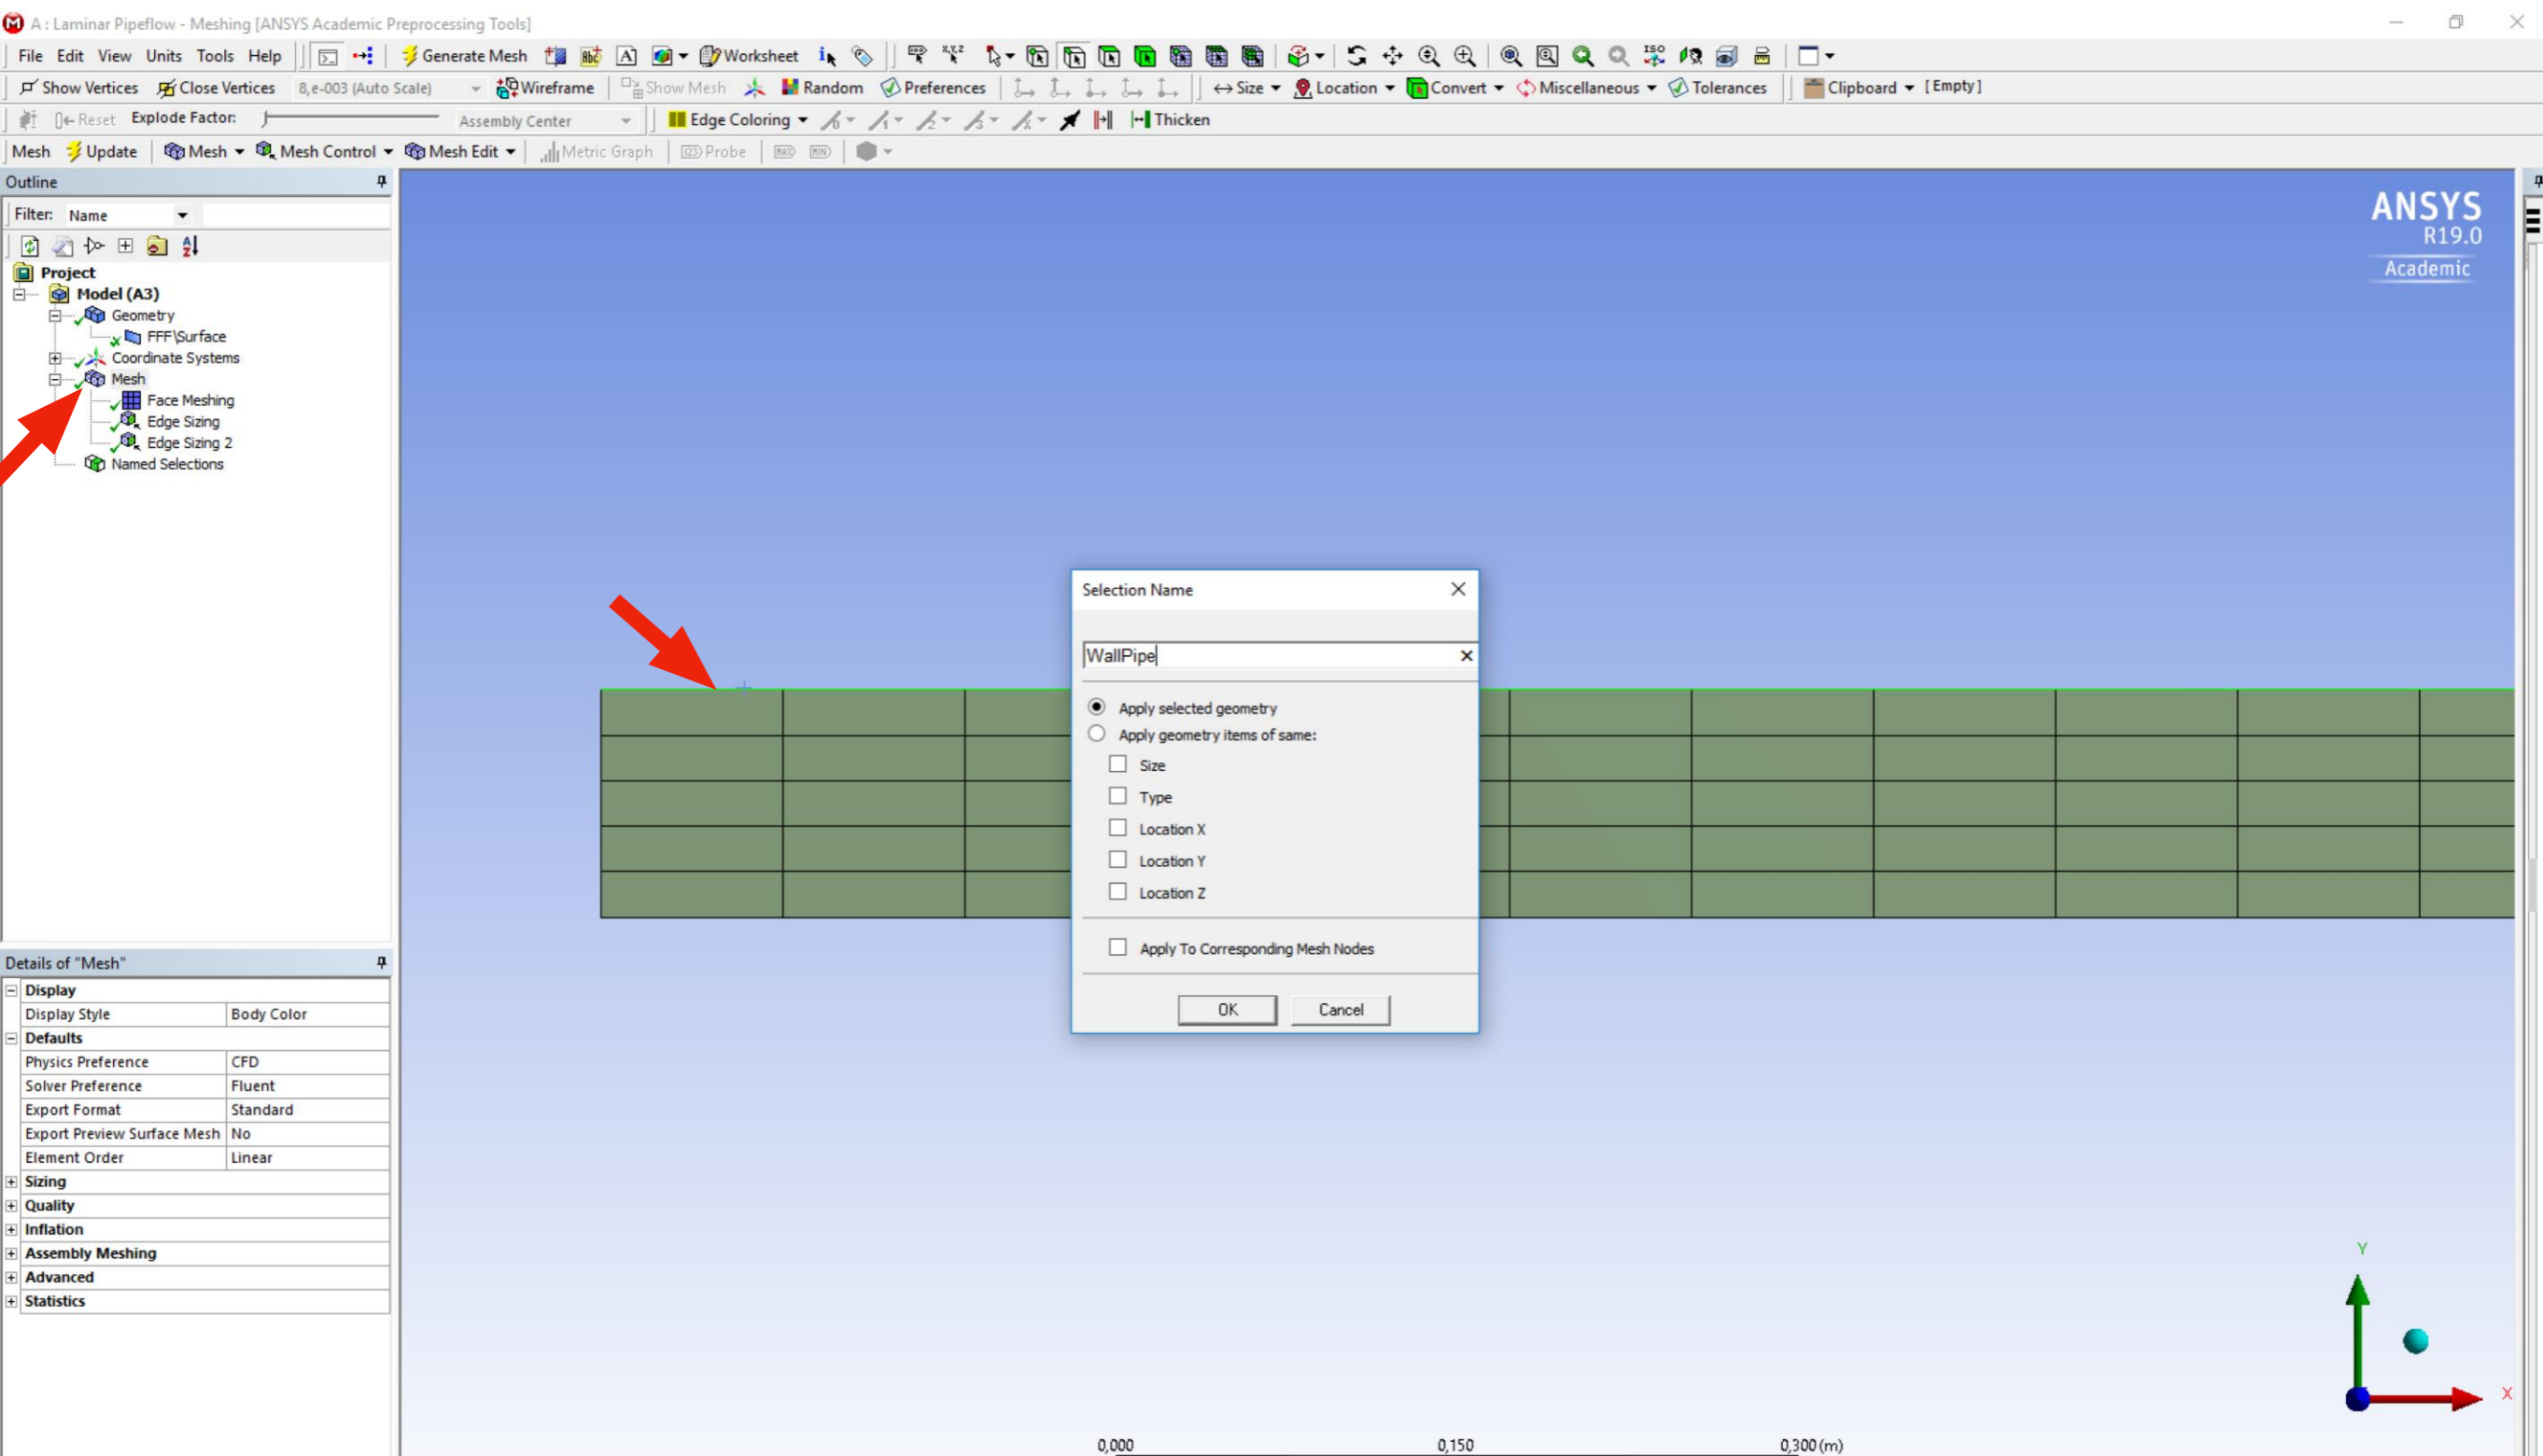 A : Laminar Pipeflow - Meshing [ANSYS Academic Preprocessing Tools]
File Edit View Units Tools Help Generate Mesh Worksheet
Show Vertices Close Vertices 8,e-003 (Auto Scale) Wireframe Show Mesh Random Preferences Size Location Convert Miscellaneous Tolerances Clipboard [Empty]
Reset Explode Factor: Assembly Center Edge Coloring Thicken
Mesh Update Mesh Mesh Control Mesh Edit Metric Graph Probe
Outline
Filter: Name
Project
Model (A3)
Geometry
FFF\Surface
Coordinate Systems
Mesh
Face Meshing
Edge Sizing
Edge Sizing 2
Named Selections
ANSYS
R19.0
Academic
Selection Name
WallPipe
Apply selected geometry
Apply geometry items of same:
Size
Type
Location X
Location Y
Location Z
Apply To Corresponding Mesh Nodes
OK Cancel
Details of "Mesh"
Display
Display Style Body Color
Defaults
Physics Preference CFD
Solver Preference Fluent
Export Format Standard
Export Preview Surface Mesh No
Element Order Linear
Sizing
Quality
Inflation
Assembly Meshing
Advanced
Statistics
Y
X
0,000 0,150 0,300 (m)